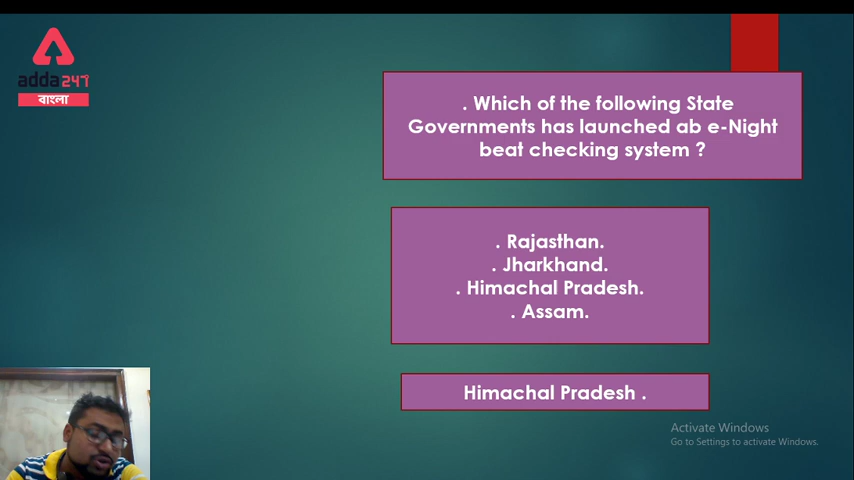 adda247
বাংলা
. Which of the following State
Governments has launched ab e-Night
beat checking system ?
. Rajasthan.
. Jharkhand.
. Himachal Pradesh.
. Assam.
Himachal Pradesh .
Activate Windows
Go to Settings to activate Windows.